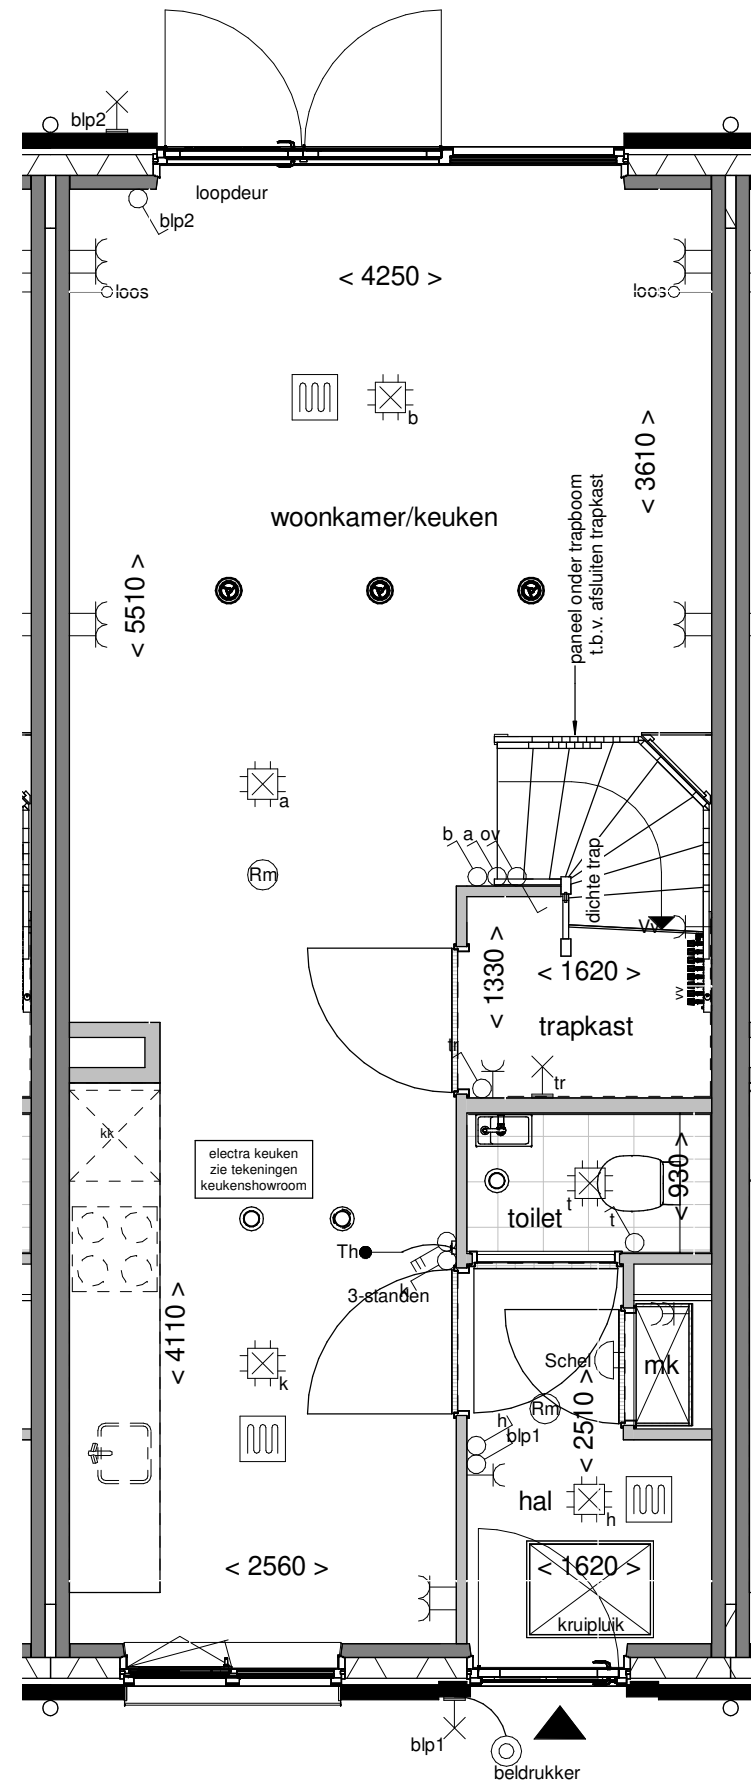 blp2
loopdeur
blp2
< 4250 >
loos
loos
b
< 3610 >
woonkamer/keuken
paneel onder trapboom
t.b.v. afsluiten trapkast
< 5510 >
a
b a ov
Rm
dichte trap
Vv
< 1330 >
< 1620 >
vv
trapkast
tr
tr
kk
electra keuken
zie tekeningen
keukenshowroom
< 930 >
t
toilet
t
Th
k
3-standen
< 4110 >
Schel
mk
k
Rm
h
blp1
< 2510 >
hal
h
< 2560 >
< 1620 >
kruipluik
blp1
beldrukker